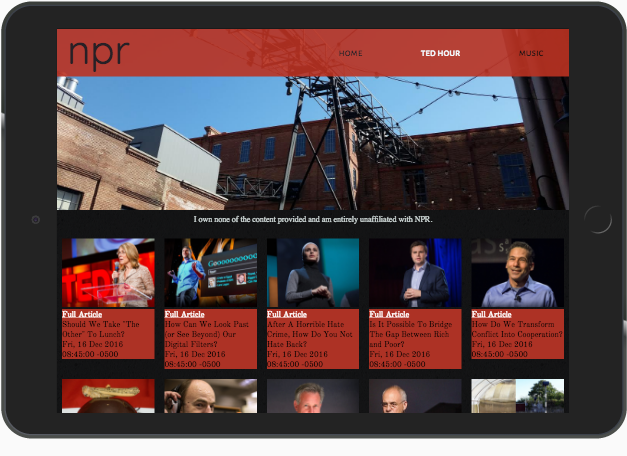 npr
HOME
TED HOUR
MUSIC
I own none of the content provided and am entirely unaffiliated with NPR.
TED
Full Article
Should We Take "The
Other" To Lunch?
Fri, 16 Dec 2016
08:45:00 -0500
Full Article
How Can We Look Past
(or See Beyond) Our
Digital Filters?
Fri, 16 Dec 2016
08:45:00 -0500
Full Article
After A Horrible Hate
Crime, How Do You Not
Hate Back?
Fri, 16 Dec 2016
08:45:00 -0500
Full Article
Is It Possible To Bridge
The Gap Between Rich
and Poor?
Fri, 16 Dec 2016
08:45:00 -0500
Full Article
How Do We Transform
Conflict Into Cooperation?
Fri, 16 Dec 2016
08:45:00 -0500